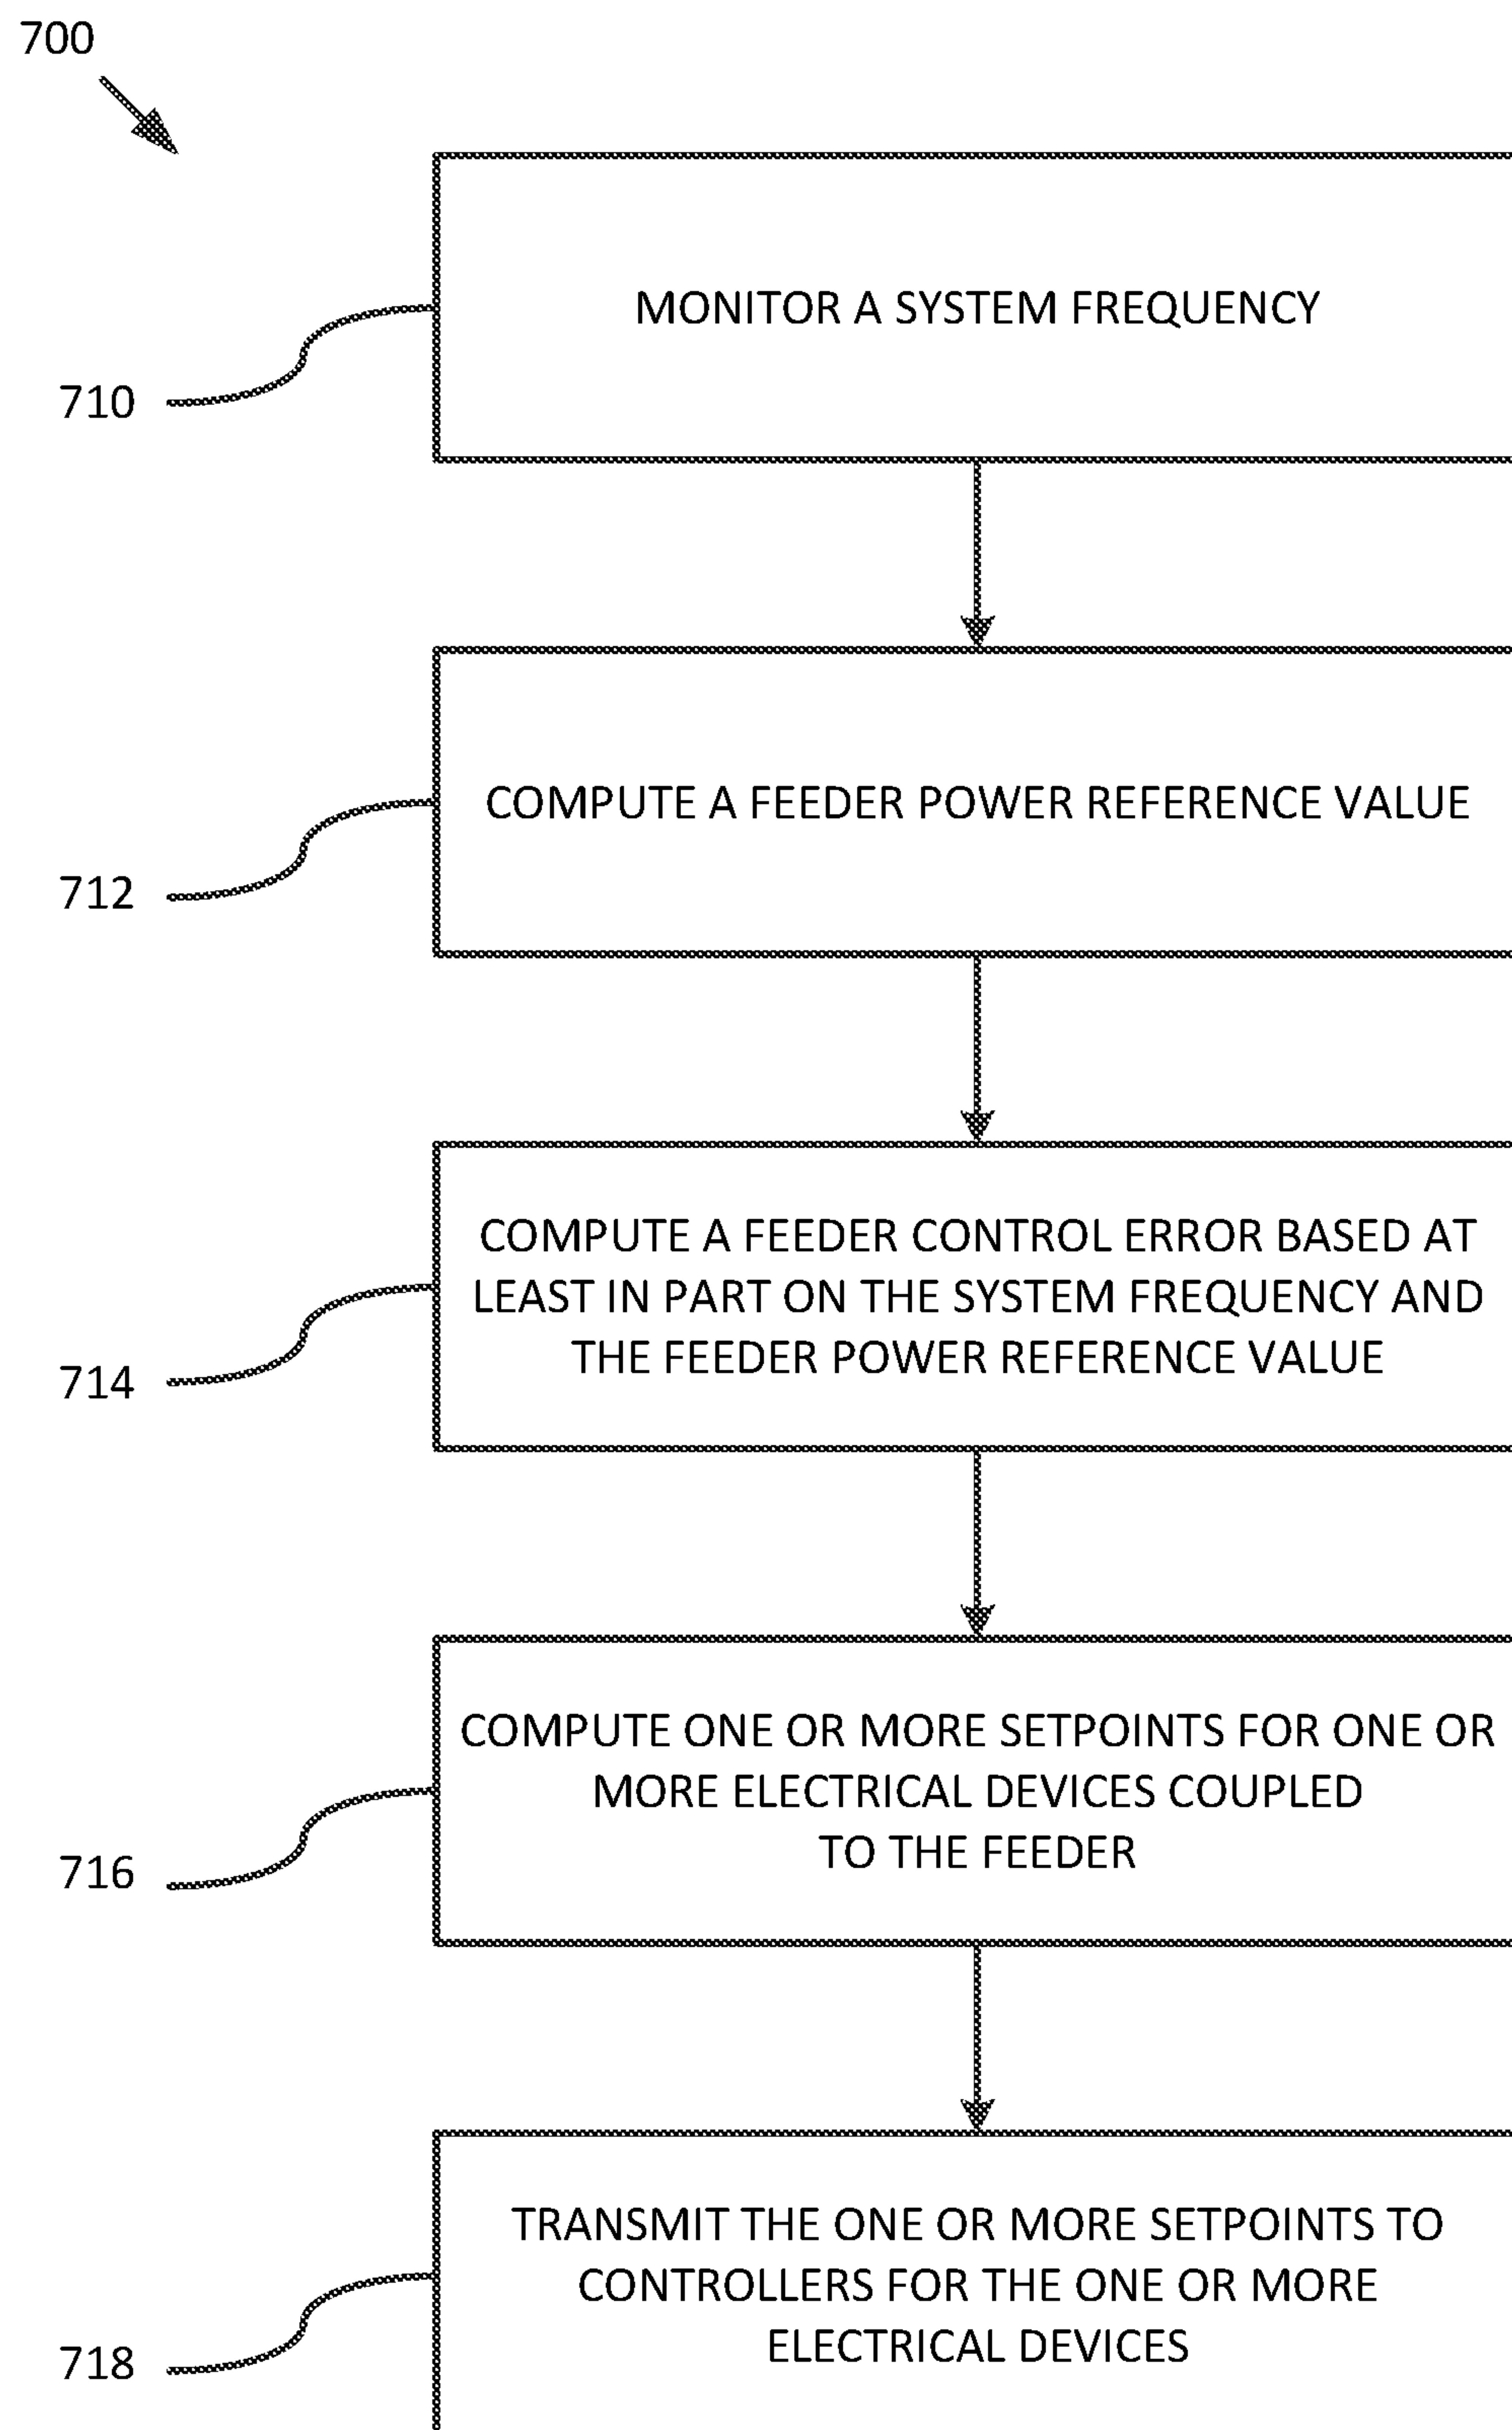 700
MONITOR A SYSTEM FREQUENCY
710
COMPUTE A FEEDER POWER REFERENCE VALUE
712
COMPUTE A FEEDER CONTROL ERROR BASED AT
LEAST IN PART ON THE SYSTEM FREQUENCY AND
THE FEEDER POWER REFERENCE VALUE
714
COMPUTE ONE OR MORE SETPOINTS FOR ONE OR
MORE ELECTRICAL DEVICES COUPLED
TO THE FEEDER
716
TRANSMIT THE ONE OR MORE SETPOINTS TO
CONTROLLERS FOR THE ONE OR MORE
ELECTRICAL DEVICES
718